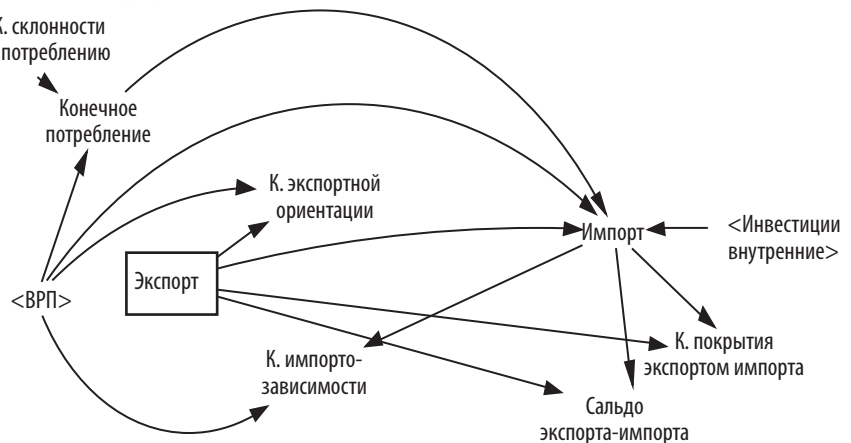 К. склонности
потреблению
Конечное
потребление
К. экспортной
ориентации
Импорт
<Инвестиции
внутренние>
Экспорт
<ВРП>
К. импорто-
зависимости
К. покрытия
экспортом импорта
Сальдо
экспорта-импорта